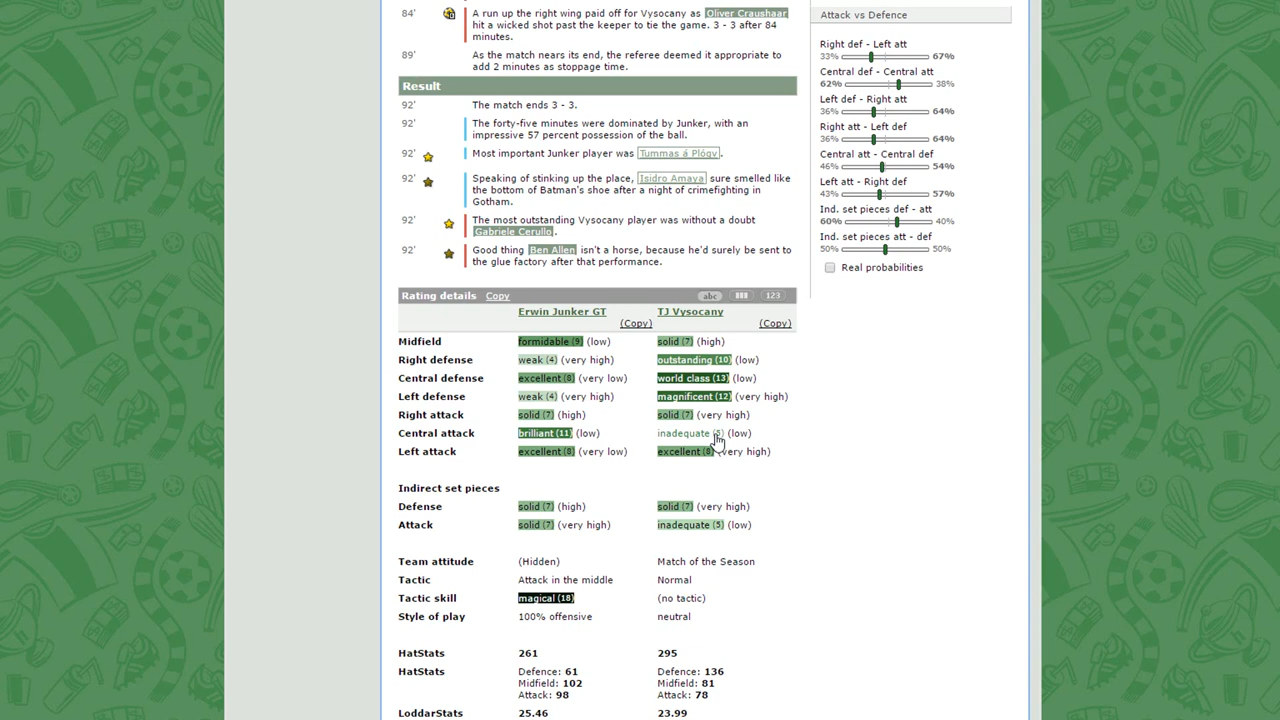 84' A run up the right wing paid off for Vysocany as Oliver Craushaar
hit a wicked shot past the keeper to tie the game. 3 - 3 after 84
minutes.
89' As the match nears its end, the referee deemed it appropriate to
add 2 minutes as stoppage time.
Result
92' The match ends 3 - 3.
92' The forty-five minutes were dominated by Junker, with an
impressive 57 percent possession of the ball.
92' Most important Junker player was Tummas á Plógv.
92' Speaking of stinking up the place, Isidro Amaya sure smelled like
the bottom of Batman's shoe after a night of crimefighting in
Gotham.
92' The most outstanding Vysocany player was without a doubt
Gabriele Cerullo.
92' Good thing Ben Allen isn't a horse, because he'd surely be sent to
the glue factory after that performance.
Rating details Copy abc 123
Erwin Junker GT TJ Vysocany
(Copy) (Copy)
Midfield formidable (9) (low) solid (7) (high)
Right defense weak (4) (very high) outstanding (10) (low)
Central defense excellent (8) (very low) world class (13) (low)
Left defense weak (4) (very high) magnificent (12) (very high)
Right attack solid (7) (high) solid (7) (very high)
Central attack brilliant (11) (low) inadequate (5) (low)
Left attack excellent (8) (very low) excellent (8) very high)
Indirect set pieces
Defense solid (7) (high) solid (7) (very high)
Attack solid (7) (very high) inadequate (5) (low)
Team attitude (Hidden) Match of the Season
Tactic Attack in the middle Normal
Tactic skill magical (18) (no tactic)
Style of play 100% offensive neutral
HatStats 261 295
HatStats Defence: 61 Defence: 136
Midfield: 102 Midfield: 81
Attack: 98 Attack: 78
LoddarStats 25.46 23.99
Attack vs Defence
Right def - Left att
33% 67%
Central def - Central att
62% 38%
Left def - Right att
36% 64%
Right att - Left def
36% 64%
Central att - Central def
46% 54%
Left att - Right def
43% 57%
Ind. set pieces def - att
60% 40%
Ind. set pieces att - def
50% 50%
Real probabilities